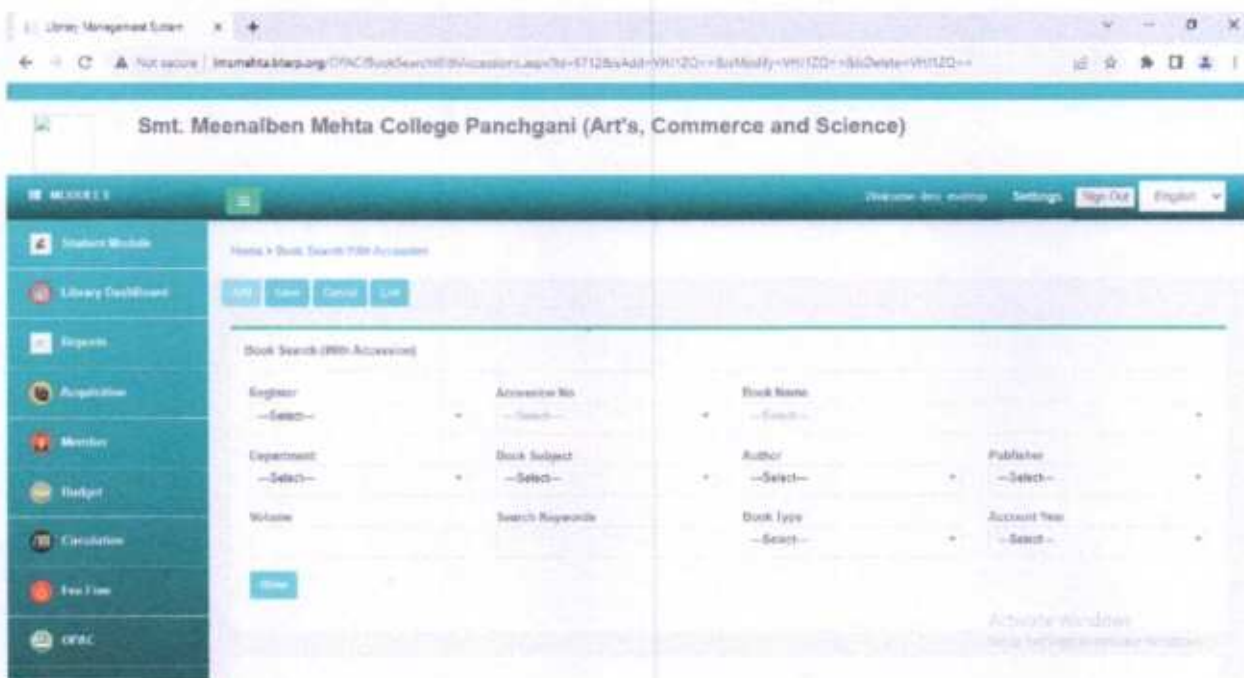 Library Management System
Not secure
Smt. Meenalben Mehta College Panchgani (Art's, Commerce and Science)
MODULES
Settings Sign Out English
Student Module
Home > Book Search With Accession
Library DashBoard
Add Save Cancel List
Reports
Book Search (With Accession)
Acquisition
Register Accession No. Book Name
---Select--- ---Select--- ---Select---
Member
Department Book Subject Author Publisher
---Select--- ---Select--- ---Select--- ---Select---
Budget
Volume Search Keywords Book Type Account Year
---Select--- ---Select---
Circulation
Show
OPAC
Activate Windows